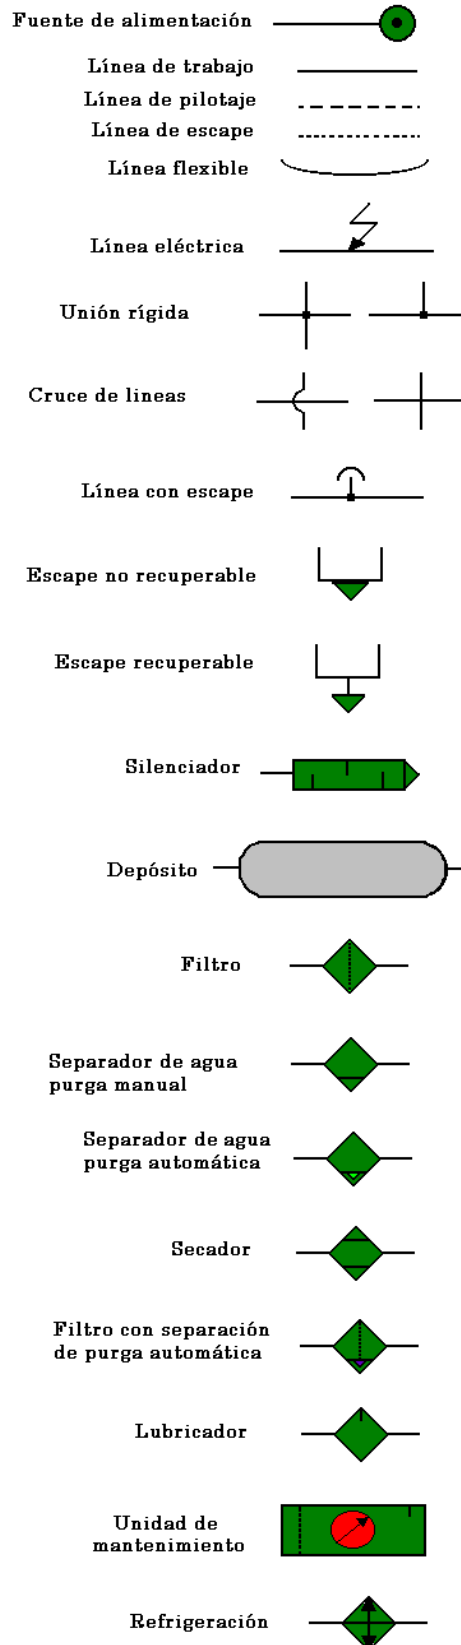 Fuente de alimentación
Línea de trabajo
Línea de pilotaje
Línea de escape
Línea flexible
Línea eléctrica
Unión rígida
Cruce de lineas
Línea con escape
Escape no recuperable
Escape recuperable
Silenciador
Depósito
Filtro
Separador de agua
purga manual
Separador de agua
purga automática
Secador
Filtro con separación
de purga automática
Lubricador
Unidad de
mantenimiento
Refrigeración